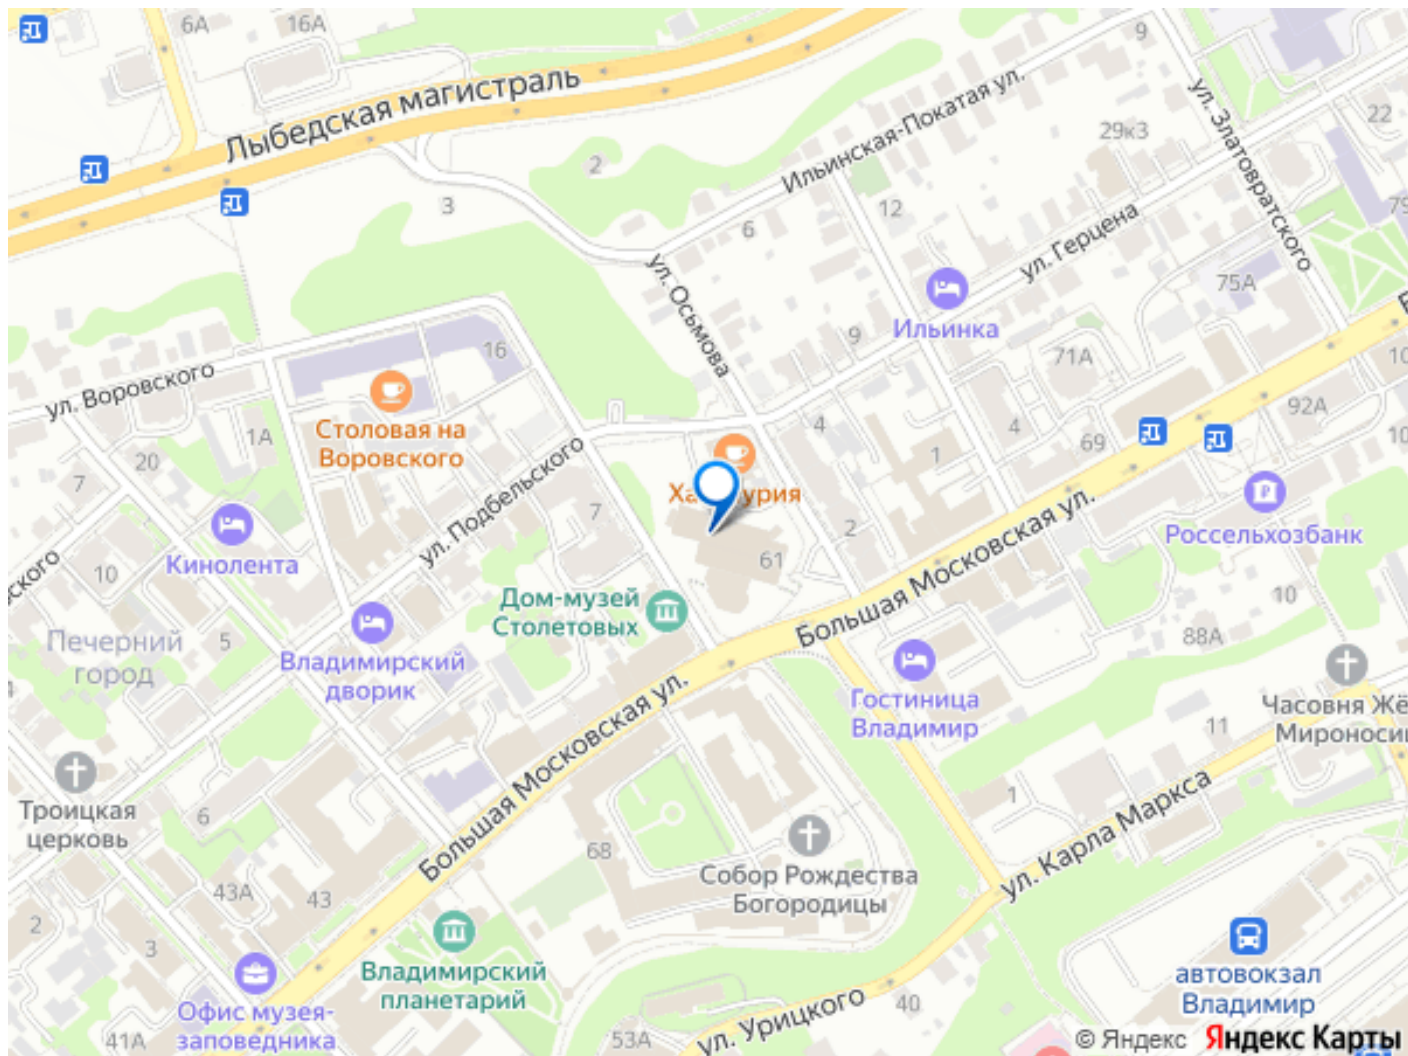 6А
16А
9
Лыбедская магистраль
Ильинская-Покатая ул.
ул. Златовратского
22
29к3
2
3
12
6
79
ул. Герцена
ул. Осьмова
75А
Ильинка
9
16
71А
ул. Воровского
Столовая на
Воровского
1А
20
7
4
4
69
92А
10
10
1
ул. Подбельского
7
61
2
Большая Московская ул.
Россельхозбанк
Кинолента
10
Дом-музей
Столетовых
10
88А
Печерний
город
5
Владимирский
дворик
Гостиница
Владимир
Часовня Жё
Мироносиц
11
Большая Московская ул.
Троицкая
церковь
6
1
ул. Карла Маркса
68
Собор Рождества
Богородицы
43А
43
2
3
Владимирский
планетарий
автовокзал
Владимир
Офис музея-
заповедника
41А
53А
ул. Урицкого
40
© Яндекс Яндекс Карты